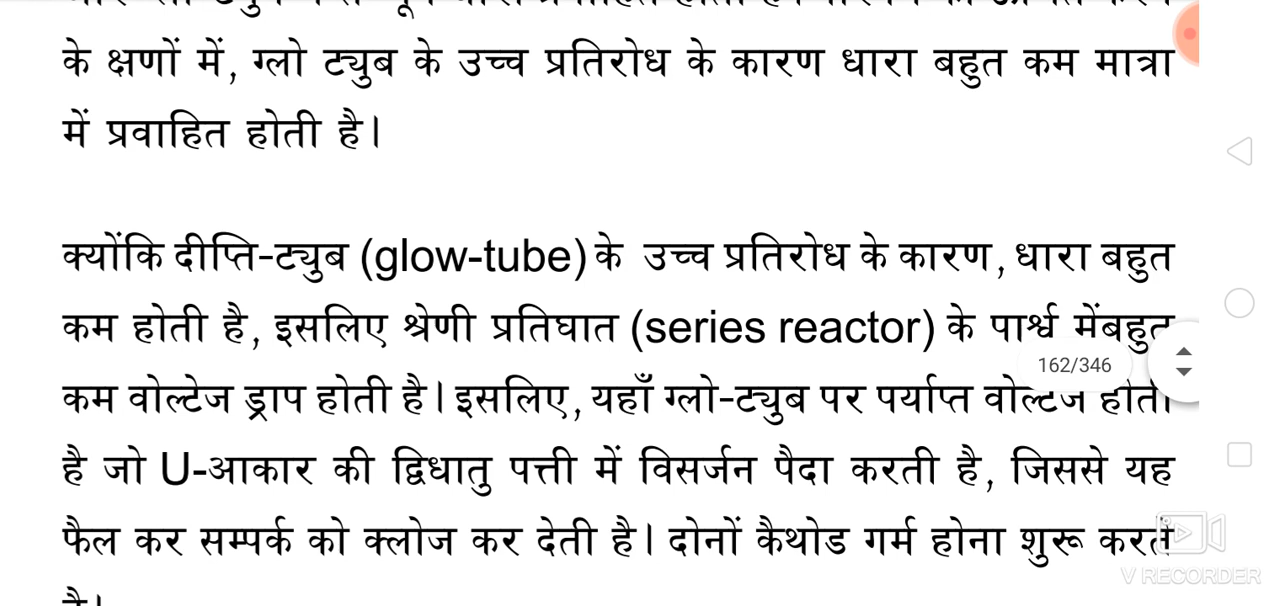 के क्षणों में, ग्लो ट्युब के उच्च प्रतिरोध के कारण धारा बहुत कम मात्रा
में प्रवाहित होती है।
क्योंकि दीप्ति-ट्युब (glow-tube) के उच्च प्रतिरोध के कारण, धारा बहुत
कम होती है, इसलिए श्रेणी प्रतिघात (series reactor) के पार्श्व मेंबहुत
162/346
कम वोल्टेज ड्राप होती है। इसलिए, यहाँ ग्लो-ट्युब पर पर्याप्त वोल्टेज होती
है जो U-आकार की द्विधातु पत्ती में विसर्जन पैदा करती है, जिससे यह
फैल कर सम्पर्क को क्लोज कर देती है। दोनों कैथोड गर्म होना शुरू करते
V RECORDER
है।